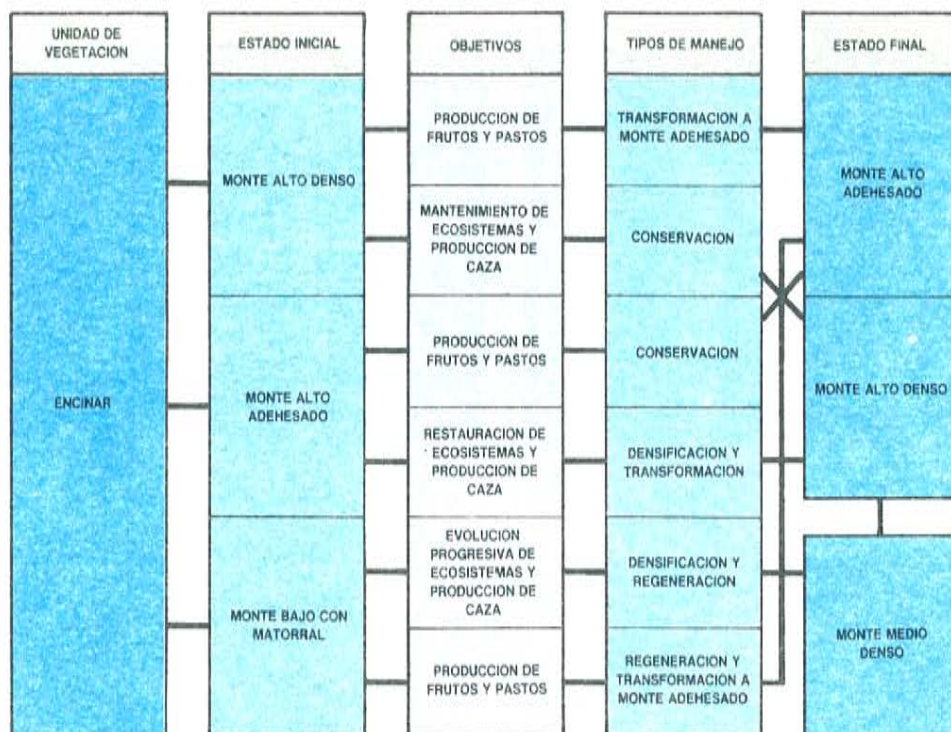 UNIDAD DE
VEGETACION
ESTADO INICIAL
OBJETIVOS
TIPOS DE MANEJO
ESTADO FINAL
ENCINAR
MONTE ALTO DENSO
MONTE ALTO
ADEHESADO
MONTE BAJO CON
MATORRAL
PRODUCCION DE
FRUTOS Y PASTOS
MANTENIMIENTO DE
ECOSISTEMAS Y
PRODUCCION DE
CAZA
PRODUCCION DE
FRUTOS Y PASTOS
RESTAURACION DE
ECOSISTEMAS Y
PRODUCCION DE
CAZA
EVOLUCION
PROGRESIVA DE
ECOSISTEMAS Y
PRODUCCION DE
CAZA
PRODUCCION DE
FRUTOS Y PASTOS
TRANSFORMACION A
MONTE ADEHESADO
CONSERVACION
CONSERVACION
DENSIFICACION Y
TRANSFORMACION
DENSIFICACION Y
REGENERACION
REGENERACION Y
TRANSFORMACION A
MONTE ADEHESADO
MONTE ALTO
ADEHESADO
MONTE ALTO DENSO
MONTE MEDIO
DENSO